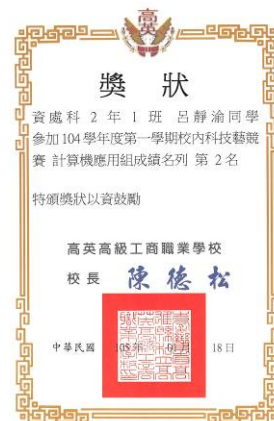 高英
獎狀
資處科 2 年 1 班 呂靜渝同學
參加 104 學年度第一學期校內科技藝競
賽 計算機應用組成績名列 第 2 名
特頒獎狀以資鼓勵
高英高級工商職業學校
校長 陳德松
中華民國 105 年 01 月 18 日